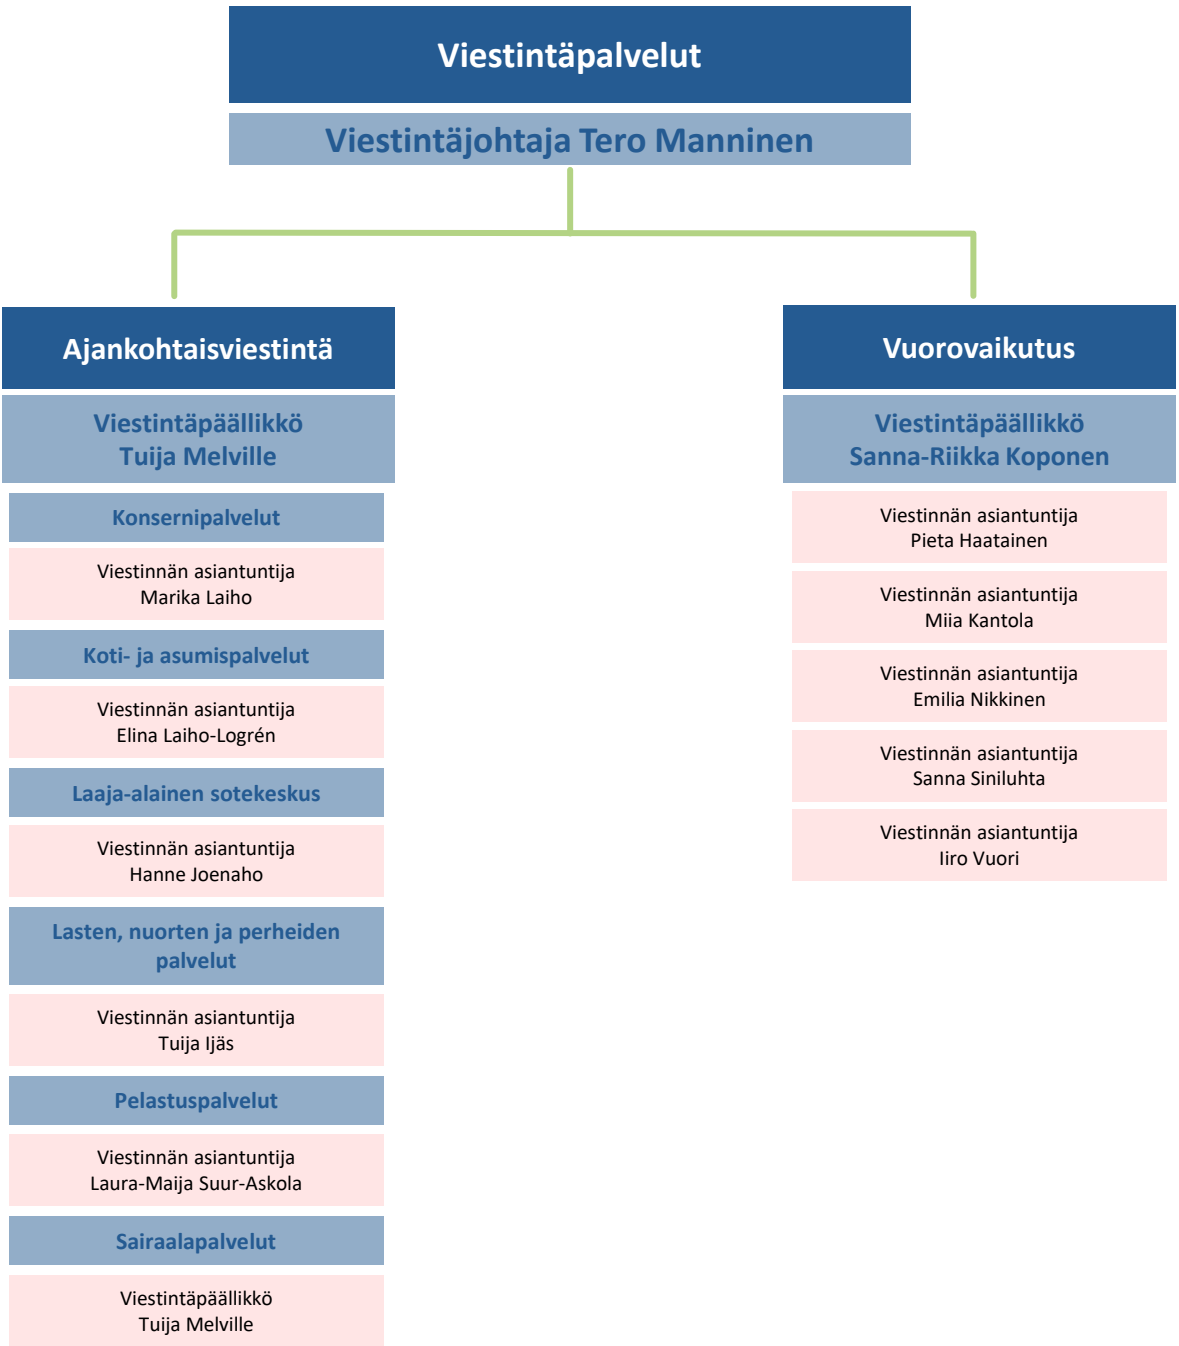 Viestintäpalvelut
Viestintäjohtaja Tero Manninen
Ajankohtaisviestintä
Viestintäpäällikkö
Tuija Melville
Konsernipalvelut
Viestinnän asiantuntija
Marika Laiho
Koti- ja asumispalvelut
Viestinnän asiantuntija
Elina Laiho-Logrén
Laaja-alainen sotekeskus
Viestinnän asiantuntija
Hanne Joenaho
Lasten, nuorten ja perheiden
palvelut
Viestinnän asiantuntija
Tuija Ijäs
Pelastuspalvelut
Viestinnän asiantuntija
Laura-Maija Suur-Askola
Sairaalapalvelut
Viestintäpäällikkö
Tuija Melville
Vuorovaikutus
Viestintäpäällikkö
Sanna-Riikka Koponen
Viestinnän asiantuntija
Pieta Haatainen
Viestinnän asiantuntija
Miia Kantola
Viestinnän asiantuntija
Emilia Nikkinen
Viestinnän asiantuntija
Sanna Siniluhta
Viestinnän asiantuntija
Iiro Vuori